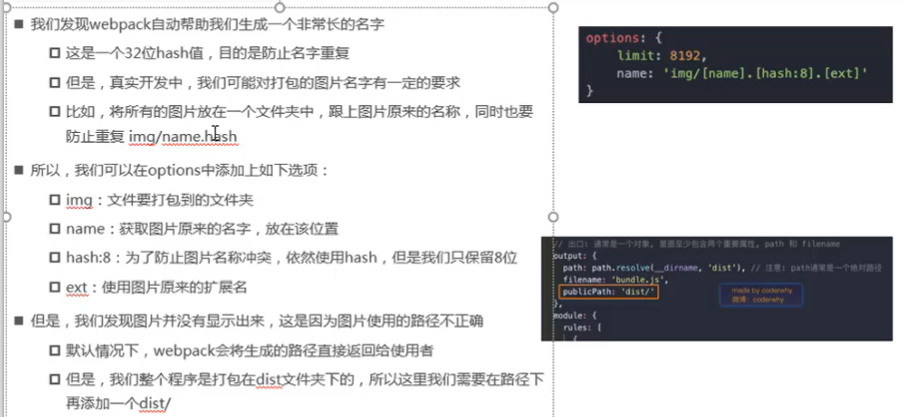 我们发现webpack自动帮助我们生成一个非常长的名字
这是一个32位hash值，目的是防止名字重复
但是，真实开发中，我们可能对打包的图片名字有一定的要求
比如，将所有的图片放在一个文件夹中，跟上图片原来的名称，同时也要
防止重复 img/name.hash
所以，我们可以在options中添加上如下选项：
img：文件要打包到的文件夹
name：获取图片原来的名字，放在该位置
hash:8：为了防止图片名称冲突，依然使用hash，但是我们只保留8位
ext：使用图片原来的扩展名
但是，我们发现图片并没有显示出来，这是因为图片使用的路径不正确
默认情况下，webpack会将生成的路径直接返回给使用者
但是，我们整个程序是打包在dist文件夹下的，所以这里我们需要在路径下
再添加一个dist/
options: {
limit: 8192,
name: 'img/[name].[hash:8].[ext]'
}
// 出口: 通常是一个对象, 里面至少包含两个重要属性, path 和 filename
output: {
path: path.resolve(__dirname, 'dist'), // 注意: path通常是一个绝对路径
filename: 'bundle.js',
publicPath: 'dist/'
},
module: {
rules: [
{
made by coderwhy
微博: coderwhy